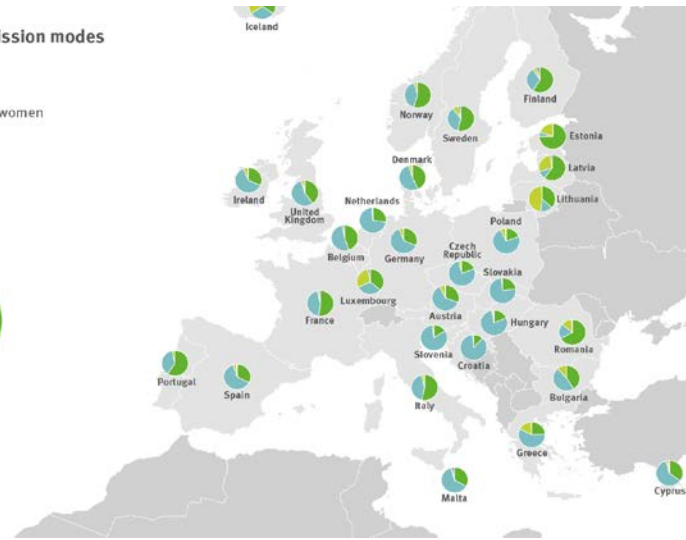 Iceland
ission modes
women
Finland
Norway
Sweden
Estonia
Denmark
Latvia
Ireland
United
Kingdom
Netherlands
Lithuania
Poland
Belgium
Germany
Czech
Republic
Slovakia
Luxembourg
France
Austria
Hungary
Slovenia
Croatia
Romania
Portugal
Spain
Italy
Bulgaria
Greece
Malta
Cyprus